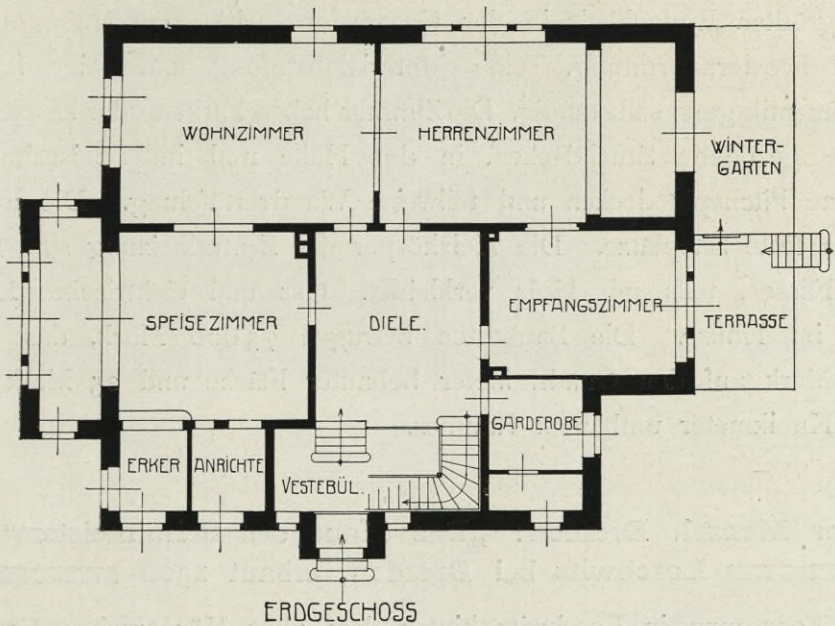 WOHNZIMMER
HERRENZIMMER
WINTER-
GARTEN
SPEISEZIMMER
DIELE.
EMPFANGSZIMMER
TERRASSE
GARDEROBE
ERKER
ANRICHTE
VESTEBÜL.
ERDGESCHOSS